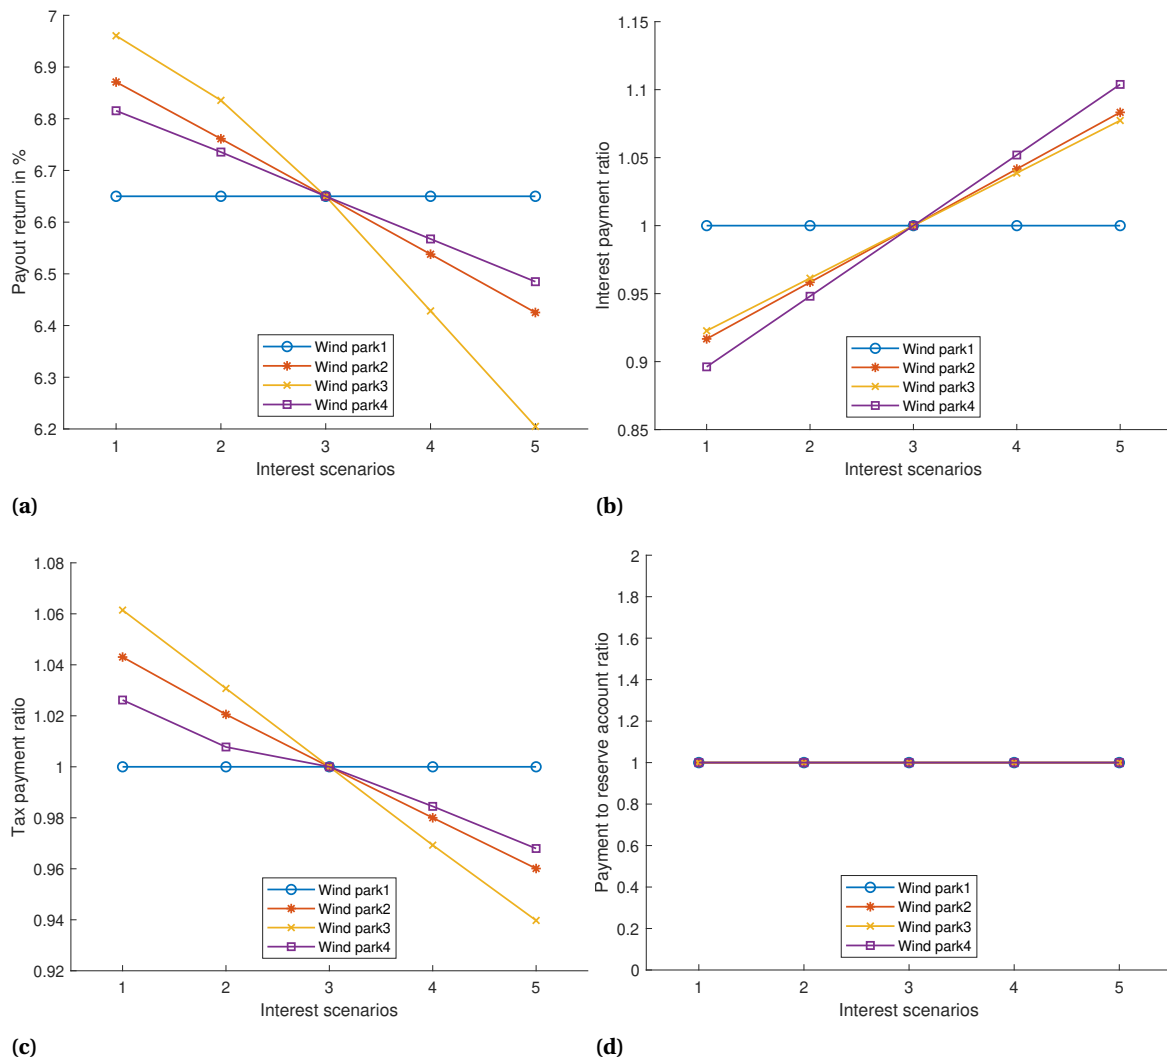 7
6.9
6.8
6.7
6.6
6.5
6.4
6.3
6.2
Payout return in %
Wind park1
Wind park2
Wind park3
Wind park4
1 2 3 4 5
Interest scenarios
(a)
1.15
1.1
1.05
1
0.95
0.9
0.85
Interest payment ratio
Wind park1
Wind park2
Wind park3
Wind park4
1 2 3 4 5
Interest scenarios
(b)
1.08
1.06
1.04
1.02
1
0.98
0.96
0.94
0.92
Tax payment ratio
Wind park1
Wind park2
Wind park3
Wind park4
1 2 3 4 5
Interest scenarios
(c)
2
1.8
1.6
1.4
1.2
1
0.8
0.6
0.4
0.2
0
Payment to reserve account ratio
Wind park1
Wind park2
Wind park3
Wind park4
1 2 3 4 5
Interest scenarios
(d)